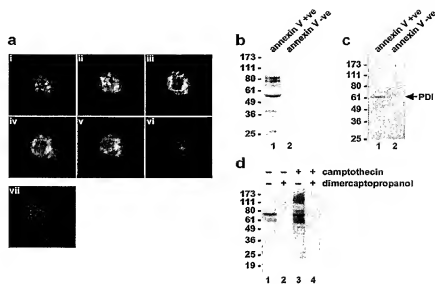 a
i ii iii
iv v vi
vii
b
annexin V +ve
annexin V -ve
173
111
80
61
49
36
25
1 2
c
annexin V +ve
annexin V -ve
173
111
80
61
49
36
25
PDI
1 2
d
– – + + camptothecin
– + – + dimercaptopropanol
173
111
80
61
49
36
25
19
1 2 3 4